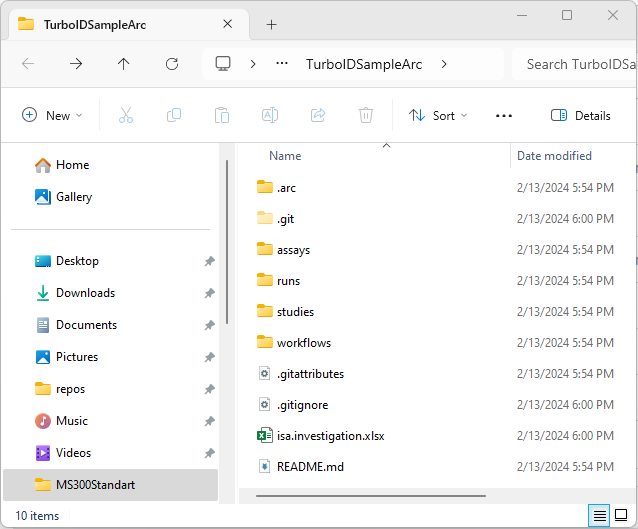 TurboIDSampleArc
TurboIDSampleArc
Search TurboIDSa
New
Sort
Details
Home
Gallery
Desktop
Downloads
Documents
Pictures
repos
Music
Videos
MS300Standart
Name Date modified
.arc 2/13/2024 5:54 PM
.git 2/13/2024 6:00 PM
assays 2/13/2024 5:54 PM
runs 2/13/2024 5:54 PM
studies 2/13/2024 5:54 PM
workflows 2/13/2024 5:54 PM
.gitattributes 2/13/2024 5:54 PM
.gitignore 2/13/2024 6:00 PM
isa.investigation.xlsx 2/13/2024 6:00 PM
README.md 2/13/2024 5:54 PM
10 items